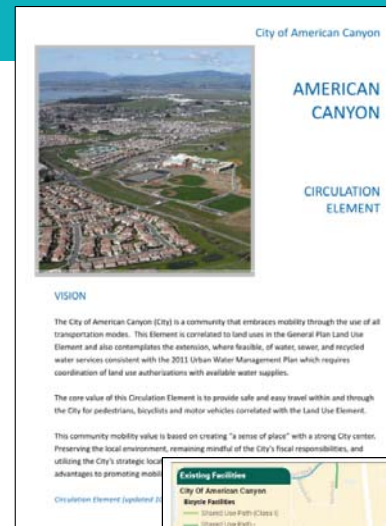 City of American Canyon
AMERICAN
CANYON
CIRCULATION
ELEMENT
VISION
The City of American Canyon (City) is a community that embraces mobility through the use of all
transportation modes. This Element is correlated to land uses in the General Plan Land Use
Element and also contemplates the extension, where feasible, of water, sewer, and recycled
water services consistent with the 2011 Urban Water Management Plan which requires
coordination of land use authorizations with available water supplies.
The core value of this Circulation Element is to provide safe and easy travel within and through
the City for pedestrians, bicyclists and motor vehicles correlated with the Land Use Element.
This community mobility value is based on creating "a sense of place" with a strong City center.
Preserving the local environment, remaining mindful of the City's fiscal responsibilities, and
utilizing the City's strategic
advantages to promoting
Circulation Element (updated
Existing Facilities
City Of American Canyon
Bicycle Facilities
Shared Use Path (Class I)
Shared Use Path -